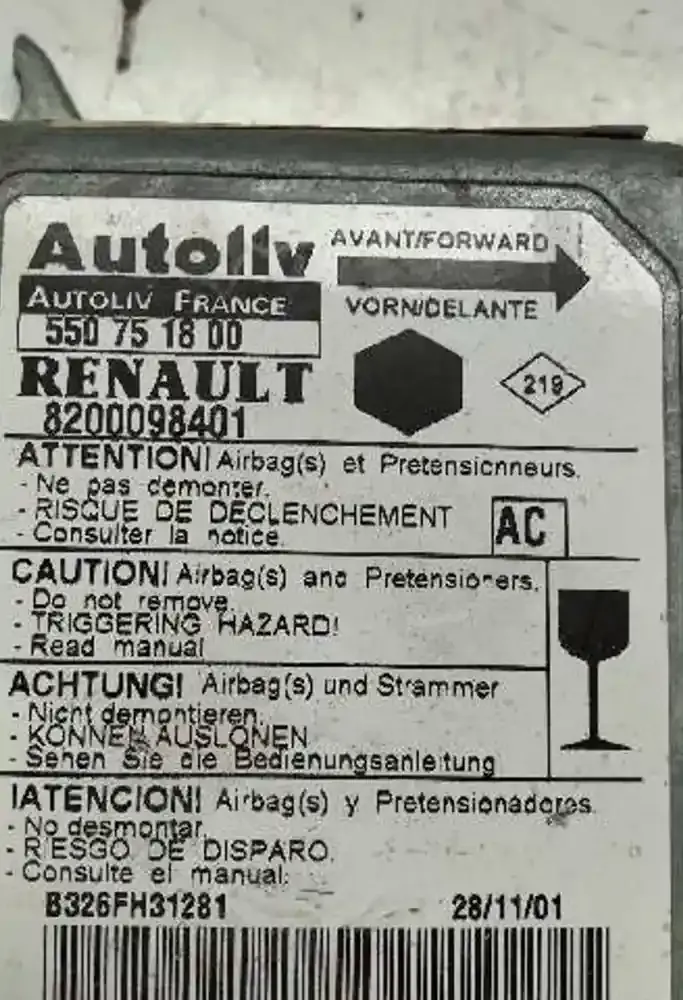 Autoliv
AVANT/FORWARD
AUTOLIV FRANCE
VORN/DELANTE
550 75 18 00
RENAULT
219
8200098401
ATTENTION! Airbag(s) et Pretensionneurs.
- Ne pas demonter.
- RISQUE DE DECLENCHEMENT
- Consulter la notice.
AC
CAUTION! Airbag(s) and Pretensioners.
- Do not remove.
- TRIGGERING HAZARD!
- Read manual
ACHTUNG! Airbag(s) und Strammer
- Nicht demontieren.
- KONNEN AUSLONEN
- Sehen Sie die Bedienungsanleitung
!ATENCION! Airbag(s) y Pretensionadores.
- No desmontar.
- RIESGO DE DISPARO.
- Consulte el manual.
B326FH31281
28/11/01